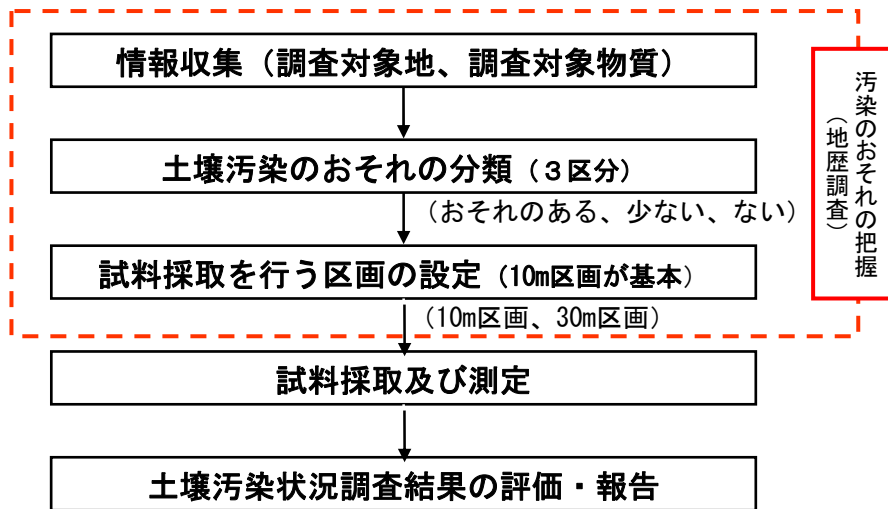 情報収集（調査対象地、調査対象物質）
土壌汚染のおそれの分類（３区分）
（おそれのある、少ない、ない）
試料採取を行う区画の設定（10m区画が基本）
（10m区画、30m区画）
汚染のおそれの把握
（地歴調査）
試料採取及び測定
土壌汚染状況調査結果の評価・報告